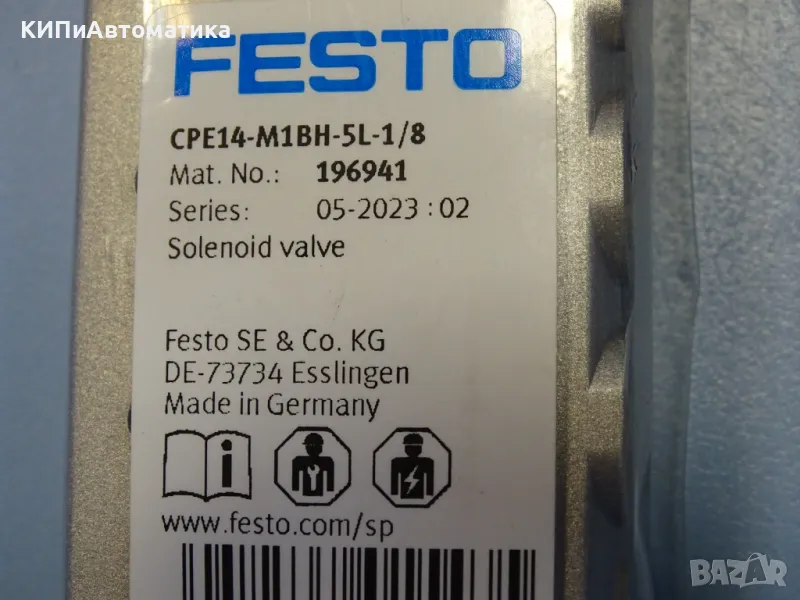 КИПиАвтоматика
FESTO
CPE14-M1BH-5L-1/8
Mat. No.: 196941
Series: 05-2023 : 02
Solenoid valve
Festo SE & Co. KG
DE-73734 Esslingen
Made in Germany
www.festo.com/sp
BAZAR